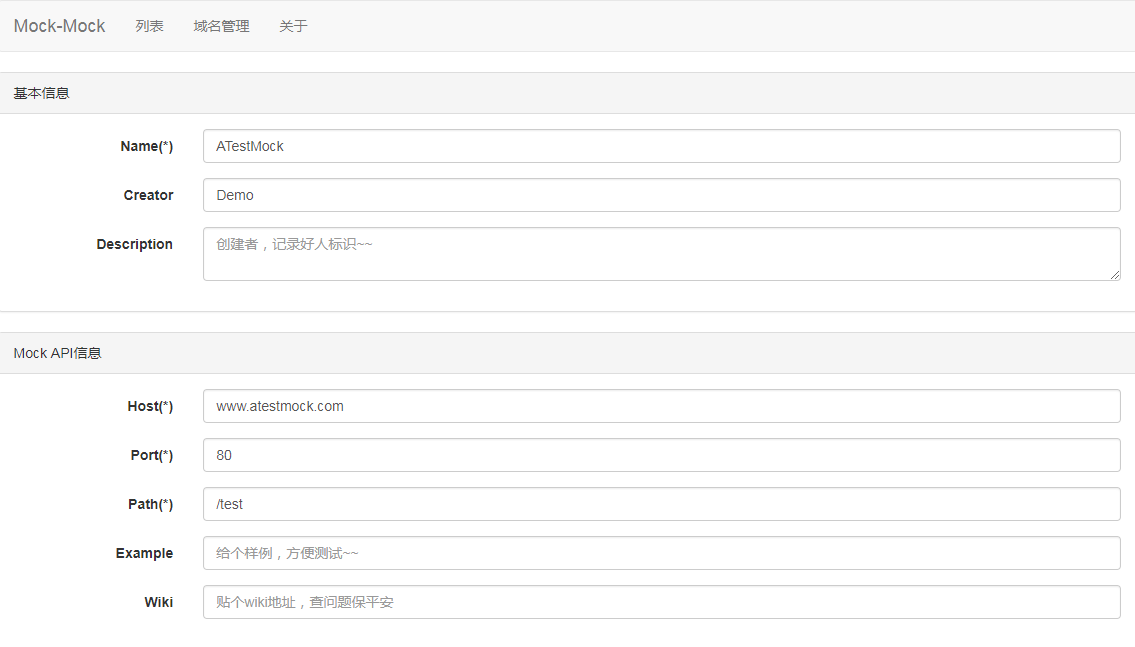 Mock-Mock 列表 域名管理 关于
基本信息
Name(*) ATestMock
Creator Demo
Description 创建者，记录好人标识~~
Mock API信息
Host(*) www.atestmock.com
Port(*) 80
Path(*) /test
Example 给个样例，方便测试~~
Wiki 贴个wiki地址，查问题保平安